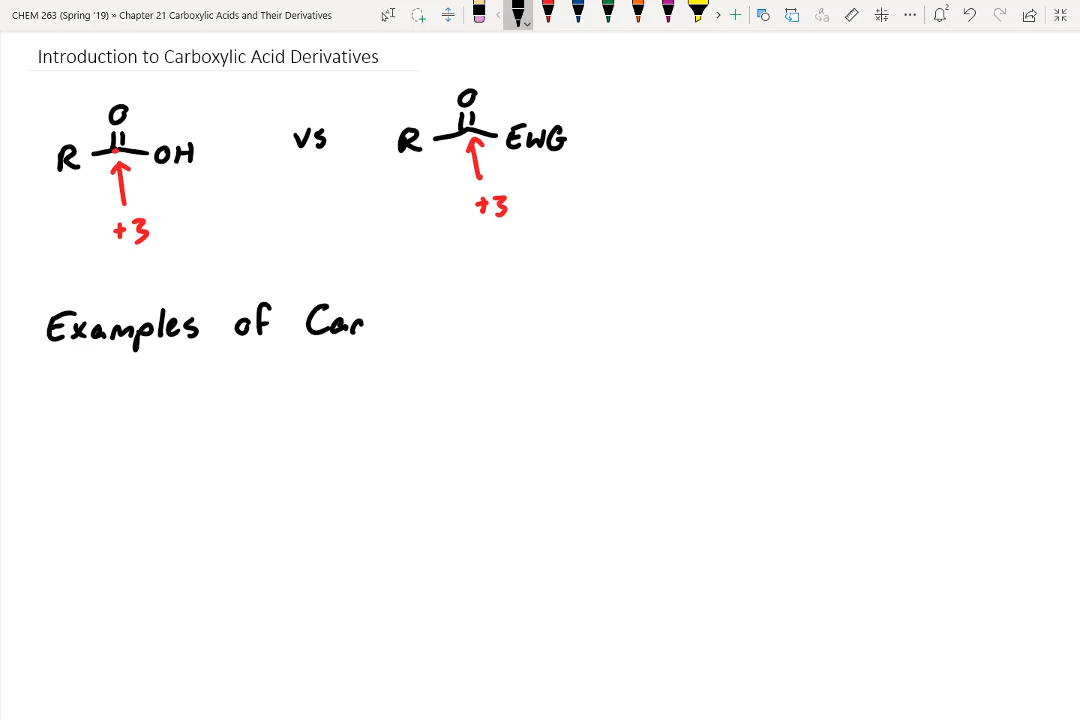 CHEM 263 (Spring '19) » Chapter 21 Carboxylic Acids and Their Derivatives
2
Introduction to Carboxylic Acid Derivatives
O
R OH
+3
vs
O
R EWG
+3
Examples of Car